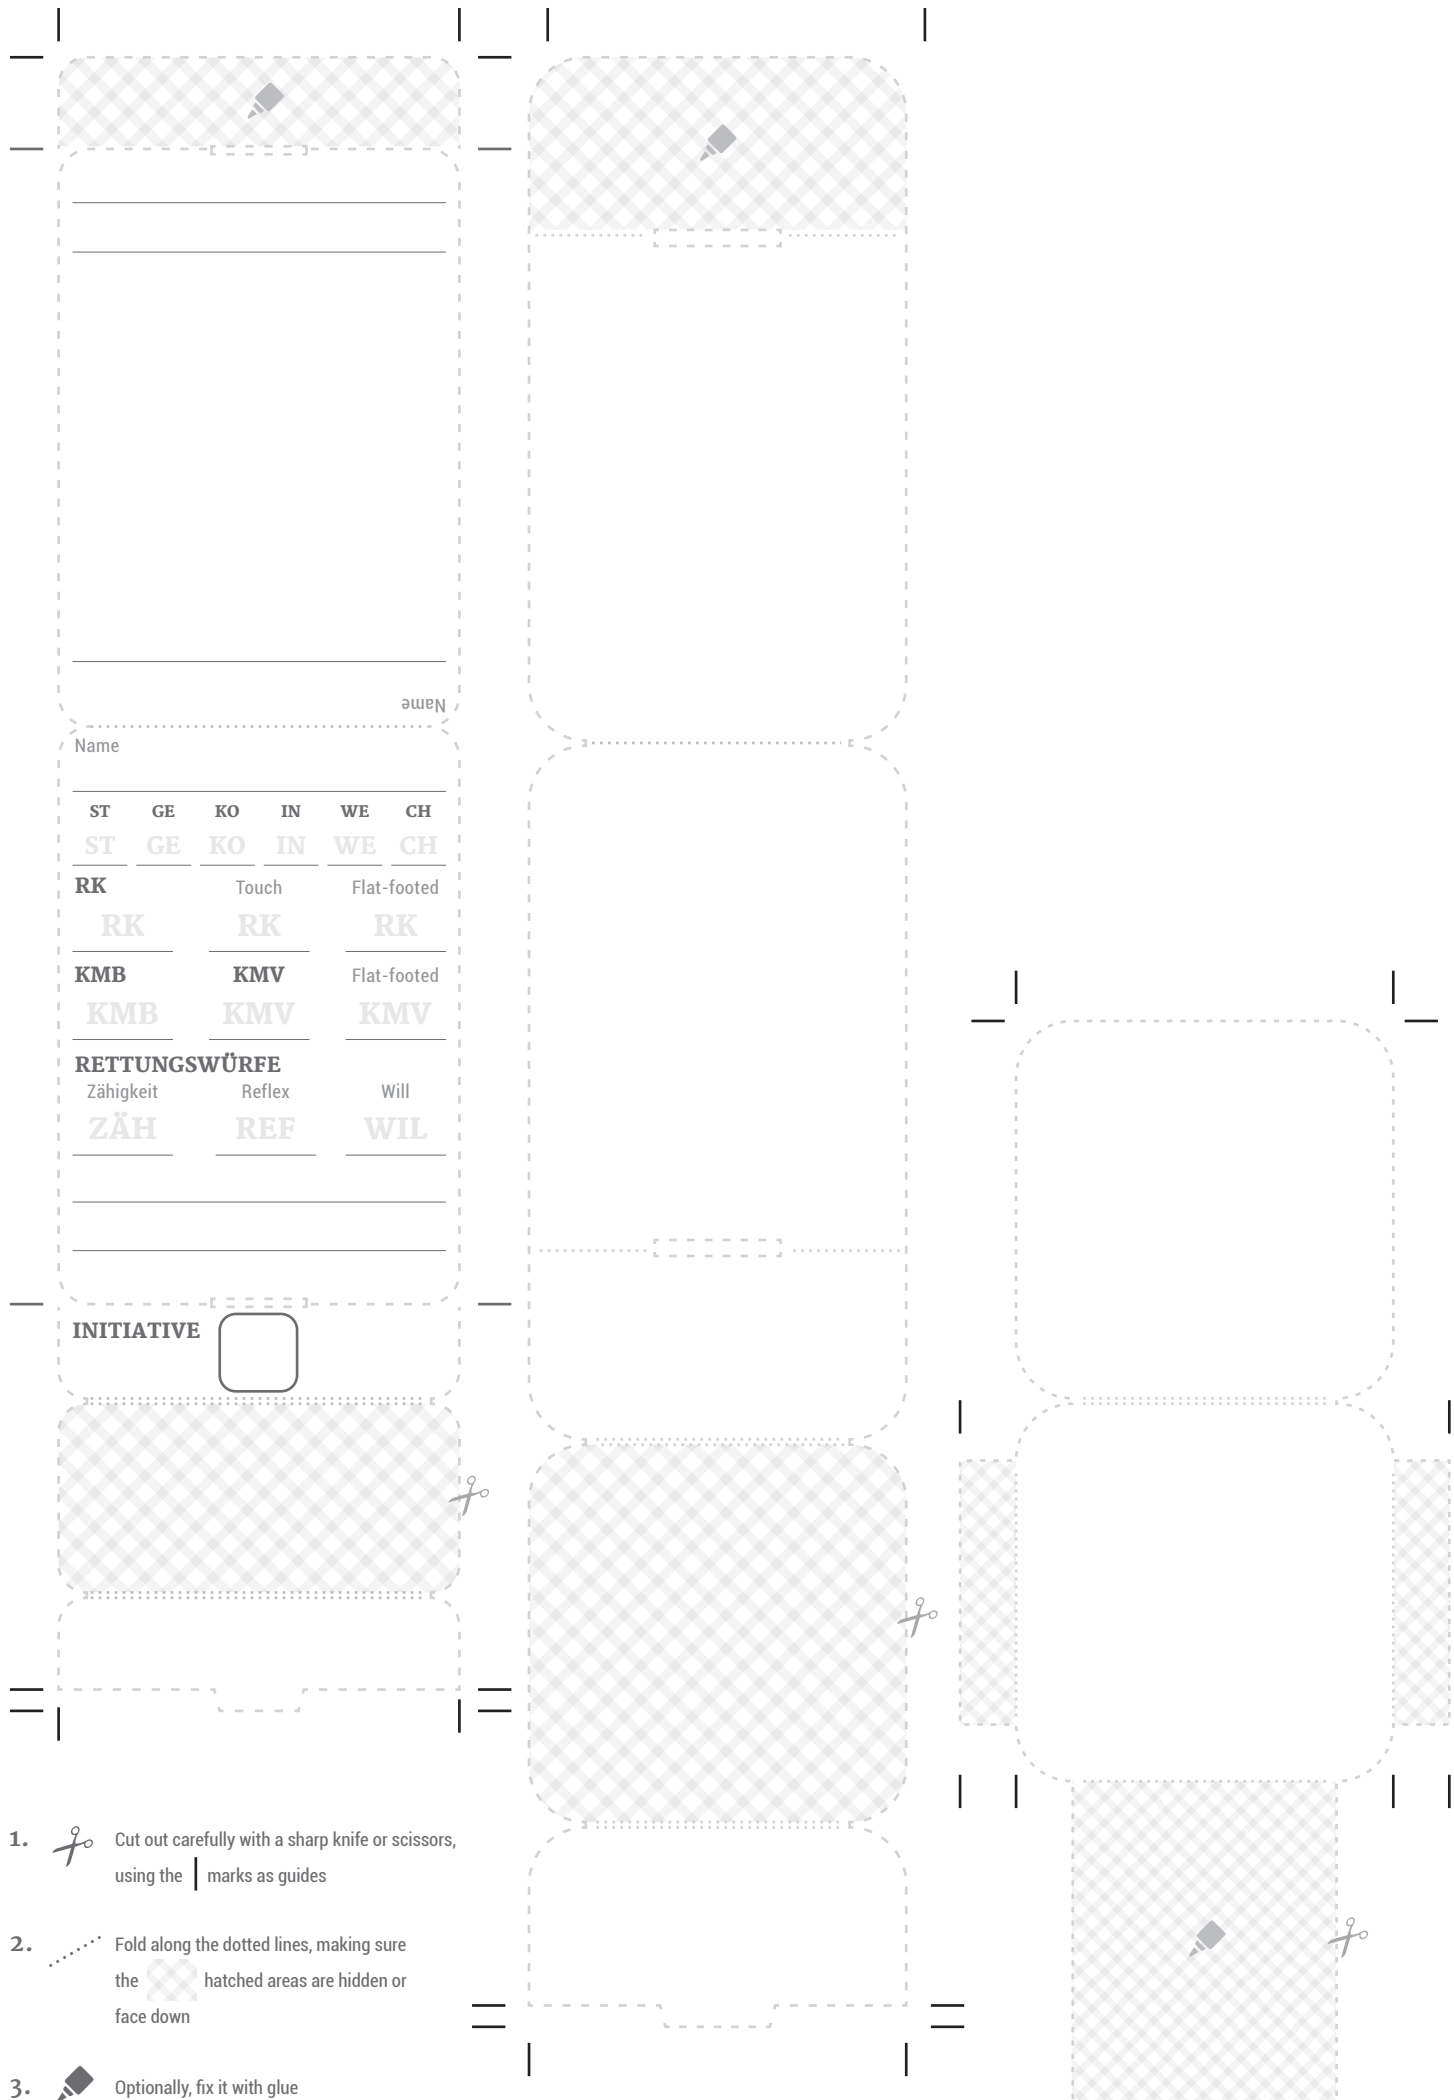 Name
Name
ST GE KO IN WE CH
ST GE KO IN WE CH
RK Touch Flat-footed
RK RK RK
KMB KMV Flat-footed
KMB KMV KMV
RETTUNGSWÜRFE
Zähigkeit Reflex Will
ZÄH REF WIL
INITIATIVE
1. Cut out carefully with a sharp knife or scissors,
using the marks as guides
2. Fold along the dotted lines, making sure
the hatched areas are hidden or
face down
3. Optionally, fix it with glue